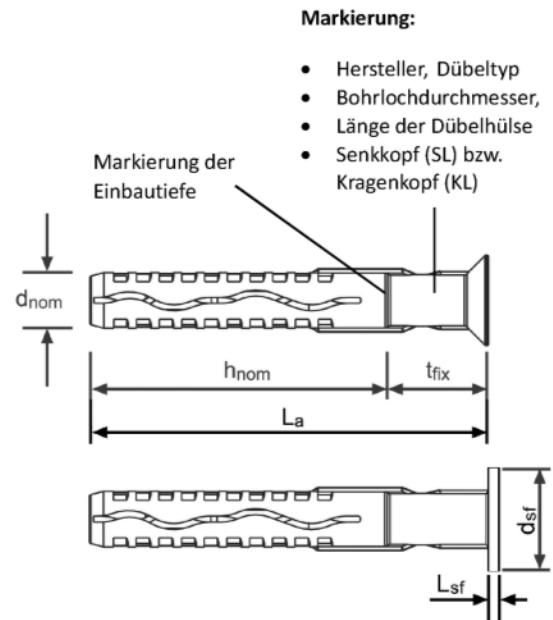 Markierung:
• Hersteller, Dübeltyp
• Bohrlochdurchmesser,
• Länge der Dübelhülse
• Senkkopf (SL) bzw.
Kragenkopf (KL)
Markierung der
Einbautiefe
dnom
hnom
tfix
La
dsf
Lsf